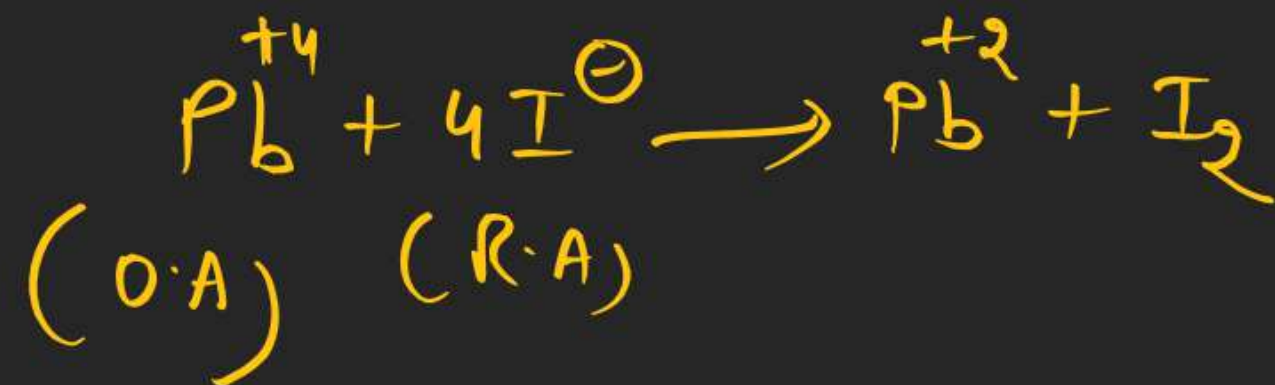 Pb⁺⁴ + 4I⊖ → Pb⁺² + I₂
(O·A) (R·A)